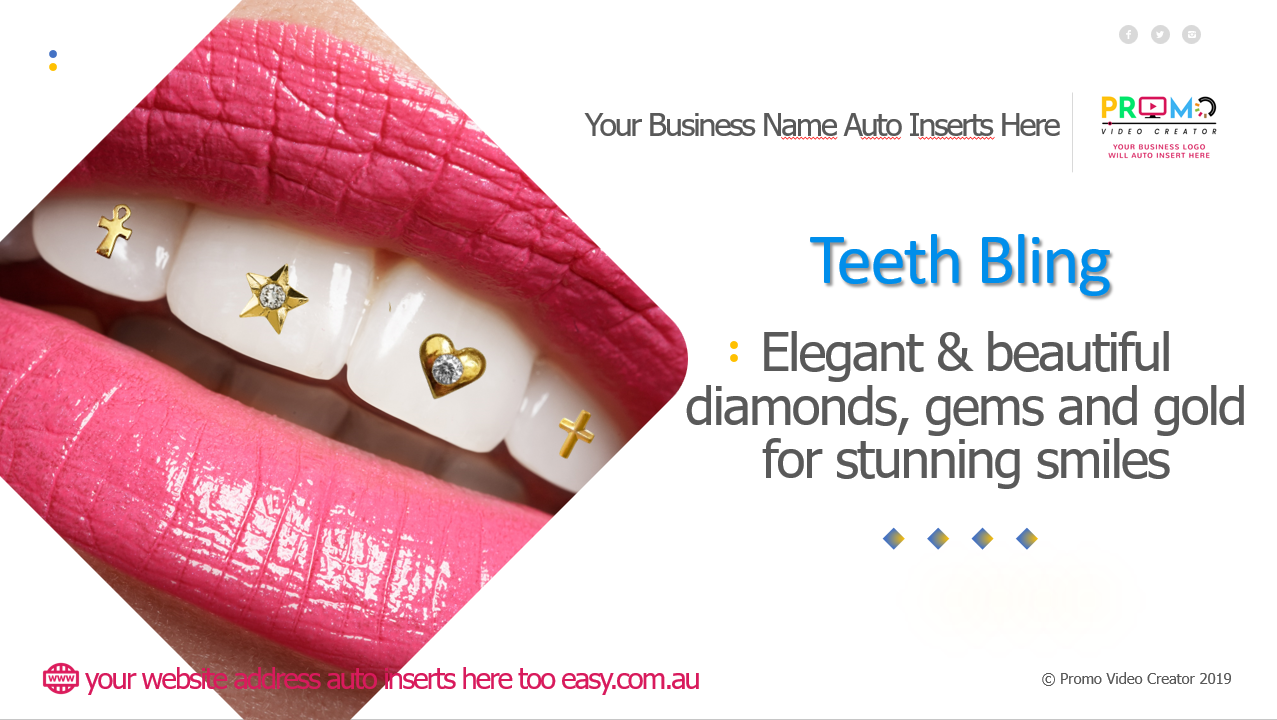 Your Business Name Auto Inserts Here
PROMO
VIDEO CREATOR
YOUR BUSINESS LOGO
WILL AUTO INSERT HERE
Teeth Bling
Elegant & beautiful
diamonds, gems and gold
for stunning smiles
www your website address auto inserts here too easy.com.au
© Promo Video Creator 2019